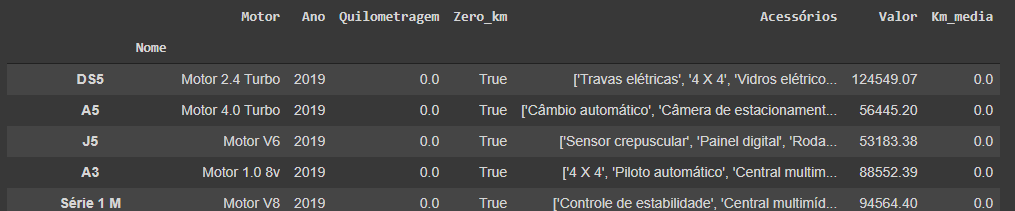 Motor Ano Quilometragem Zero_km Acessórios Valor Km_media
Nome
DS5 Motor 2.4 Turbo 2019 0.0 True ['Travas elétricas', '4 X 4', 'Vidros elétrico... 124549.07 0.0
A5 Motor 4.0 Turbo 2019 0.0 True ['Câmbio automático', 'Câmera de estacionament... 56445.20 0.0
J5 Motor V6 2019 0.0 True ['Sensor crepuscular', 'Painel digital', 'Roda... 53183.38 0.0
A3 Motor 1.0 8v 2019 0.0 True ['4 X 4', 'Piloto automático', 'Central multim... 88552.39 0.0
Série 1 M Motor V8 2019 0.0 True ['Controle de estabilidade', 'Central multimíd... 94564.40 0.0